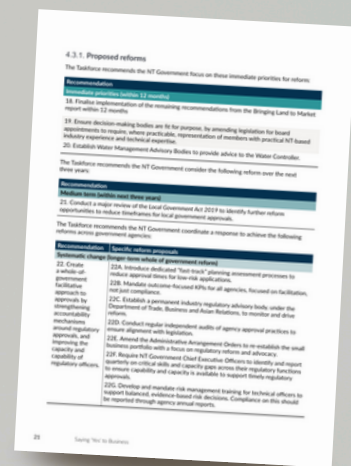 4.3.1. Proposed reforms
The Taskforce recommends the NT Government focus on these immediate priorities for reform:
Recommendation
Immediate priorities (within 12 months)
18. Finalise implementation of the remaining recommendations from the Bringing Land to Market
report within 12 months
19. Ensure decision-making bodies are fit for purpose, by amending legislation for board
appointments to require, where practicable, representation of members with practical NT-based
industry experience and technical expertise.
20. Establish Water Management Advisory Bodies to provide advice to the Water Controller.
The Taskforce recommends the NT Government consider the following reform over the next
three years:
Recommendation
Medium term (within next three years)
21. Conduct a major review of the Local Government Act 2019 to identify further reform
opportunities to reduce timeframes for local government approvals.
The Taskforce recommends the NT Government coordinate a response to achieve the following
reforms across government agencies:
Recommendation Specific reform proposals
Systematic change (longer-term whole of government reform)
22. Create
a whole-of-
government
facilitative
approach to
approvals by
strengthening
accountability
mechanisms
around regulatory
approvals, and
improving the
capacity and
capability of
regulatory officers.
22A. Introduce dedicated "fast-track" planning assessment processes to
reduce approval times for low-risk applications.
22B. Mandate outcome-focused KPIs for all agencies, focused on facilitation,
not just compliance.
22C. Establish a permanent industry regulatory advisory body, under the
Department of Trade, Business and Asian Relations, to monitor and drive
reform.
22D. Conduct regular independent audits of agency approval practices to
ensure alignment with legislation.
22E. Amend the Administrative Arrangements Orders to re-establish the small
business portfolio with a focus on regulatory reform and advocacy.
22F. Require NT Government Chief Executive Officers to identify and report
quarterly on critical skills and capacity gaps across their regulatory functions
to ensure capability and capacity is available to support timely regulatory
approvals.
22G. Develop and mandate risk management training for technical officers to
support balanced, evidence-based risk decisions. Compliance on this should
be reported through agency annual reports.
Saying 'Yes' to Business